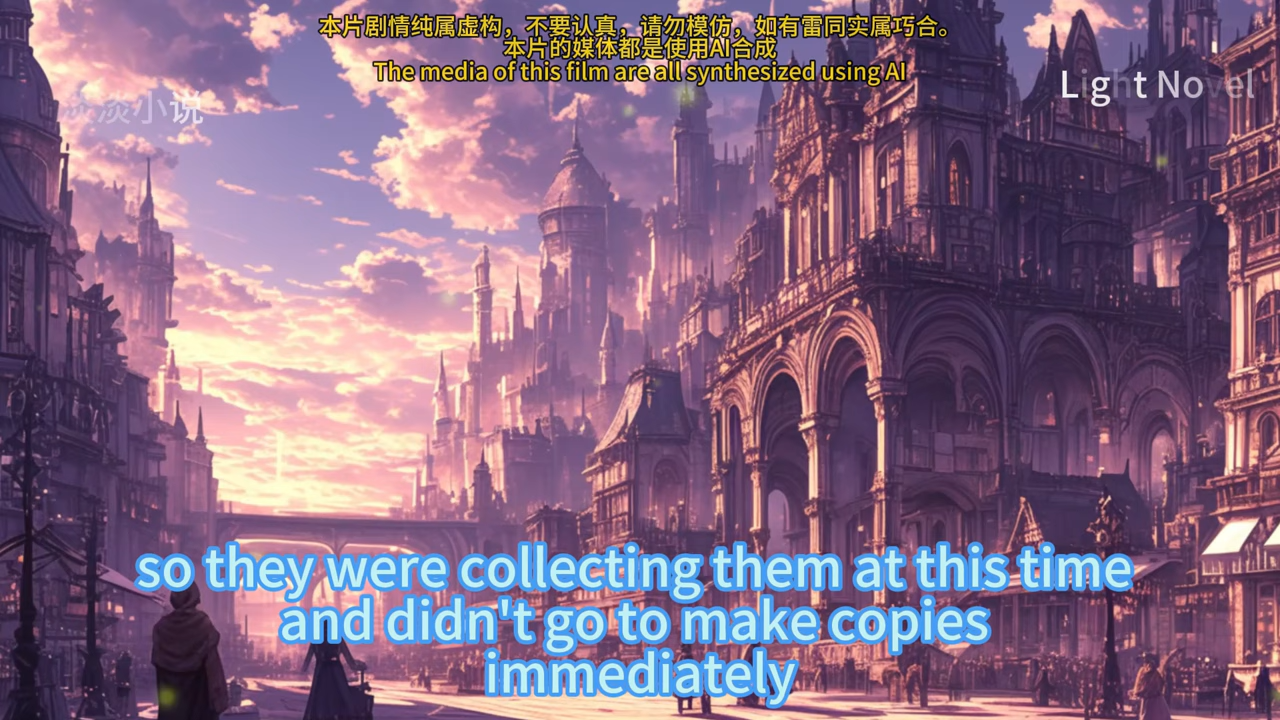 本片剧情纯属虚构，不要认真，请勿模仿，如有雷同实属巧合。
本片的媒体都是使用AI合成
The media of this film are all synthesized using AI
Light Novel
淡小说
so they were collecting them at this time
and didn't go to make copies
immediately